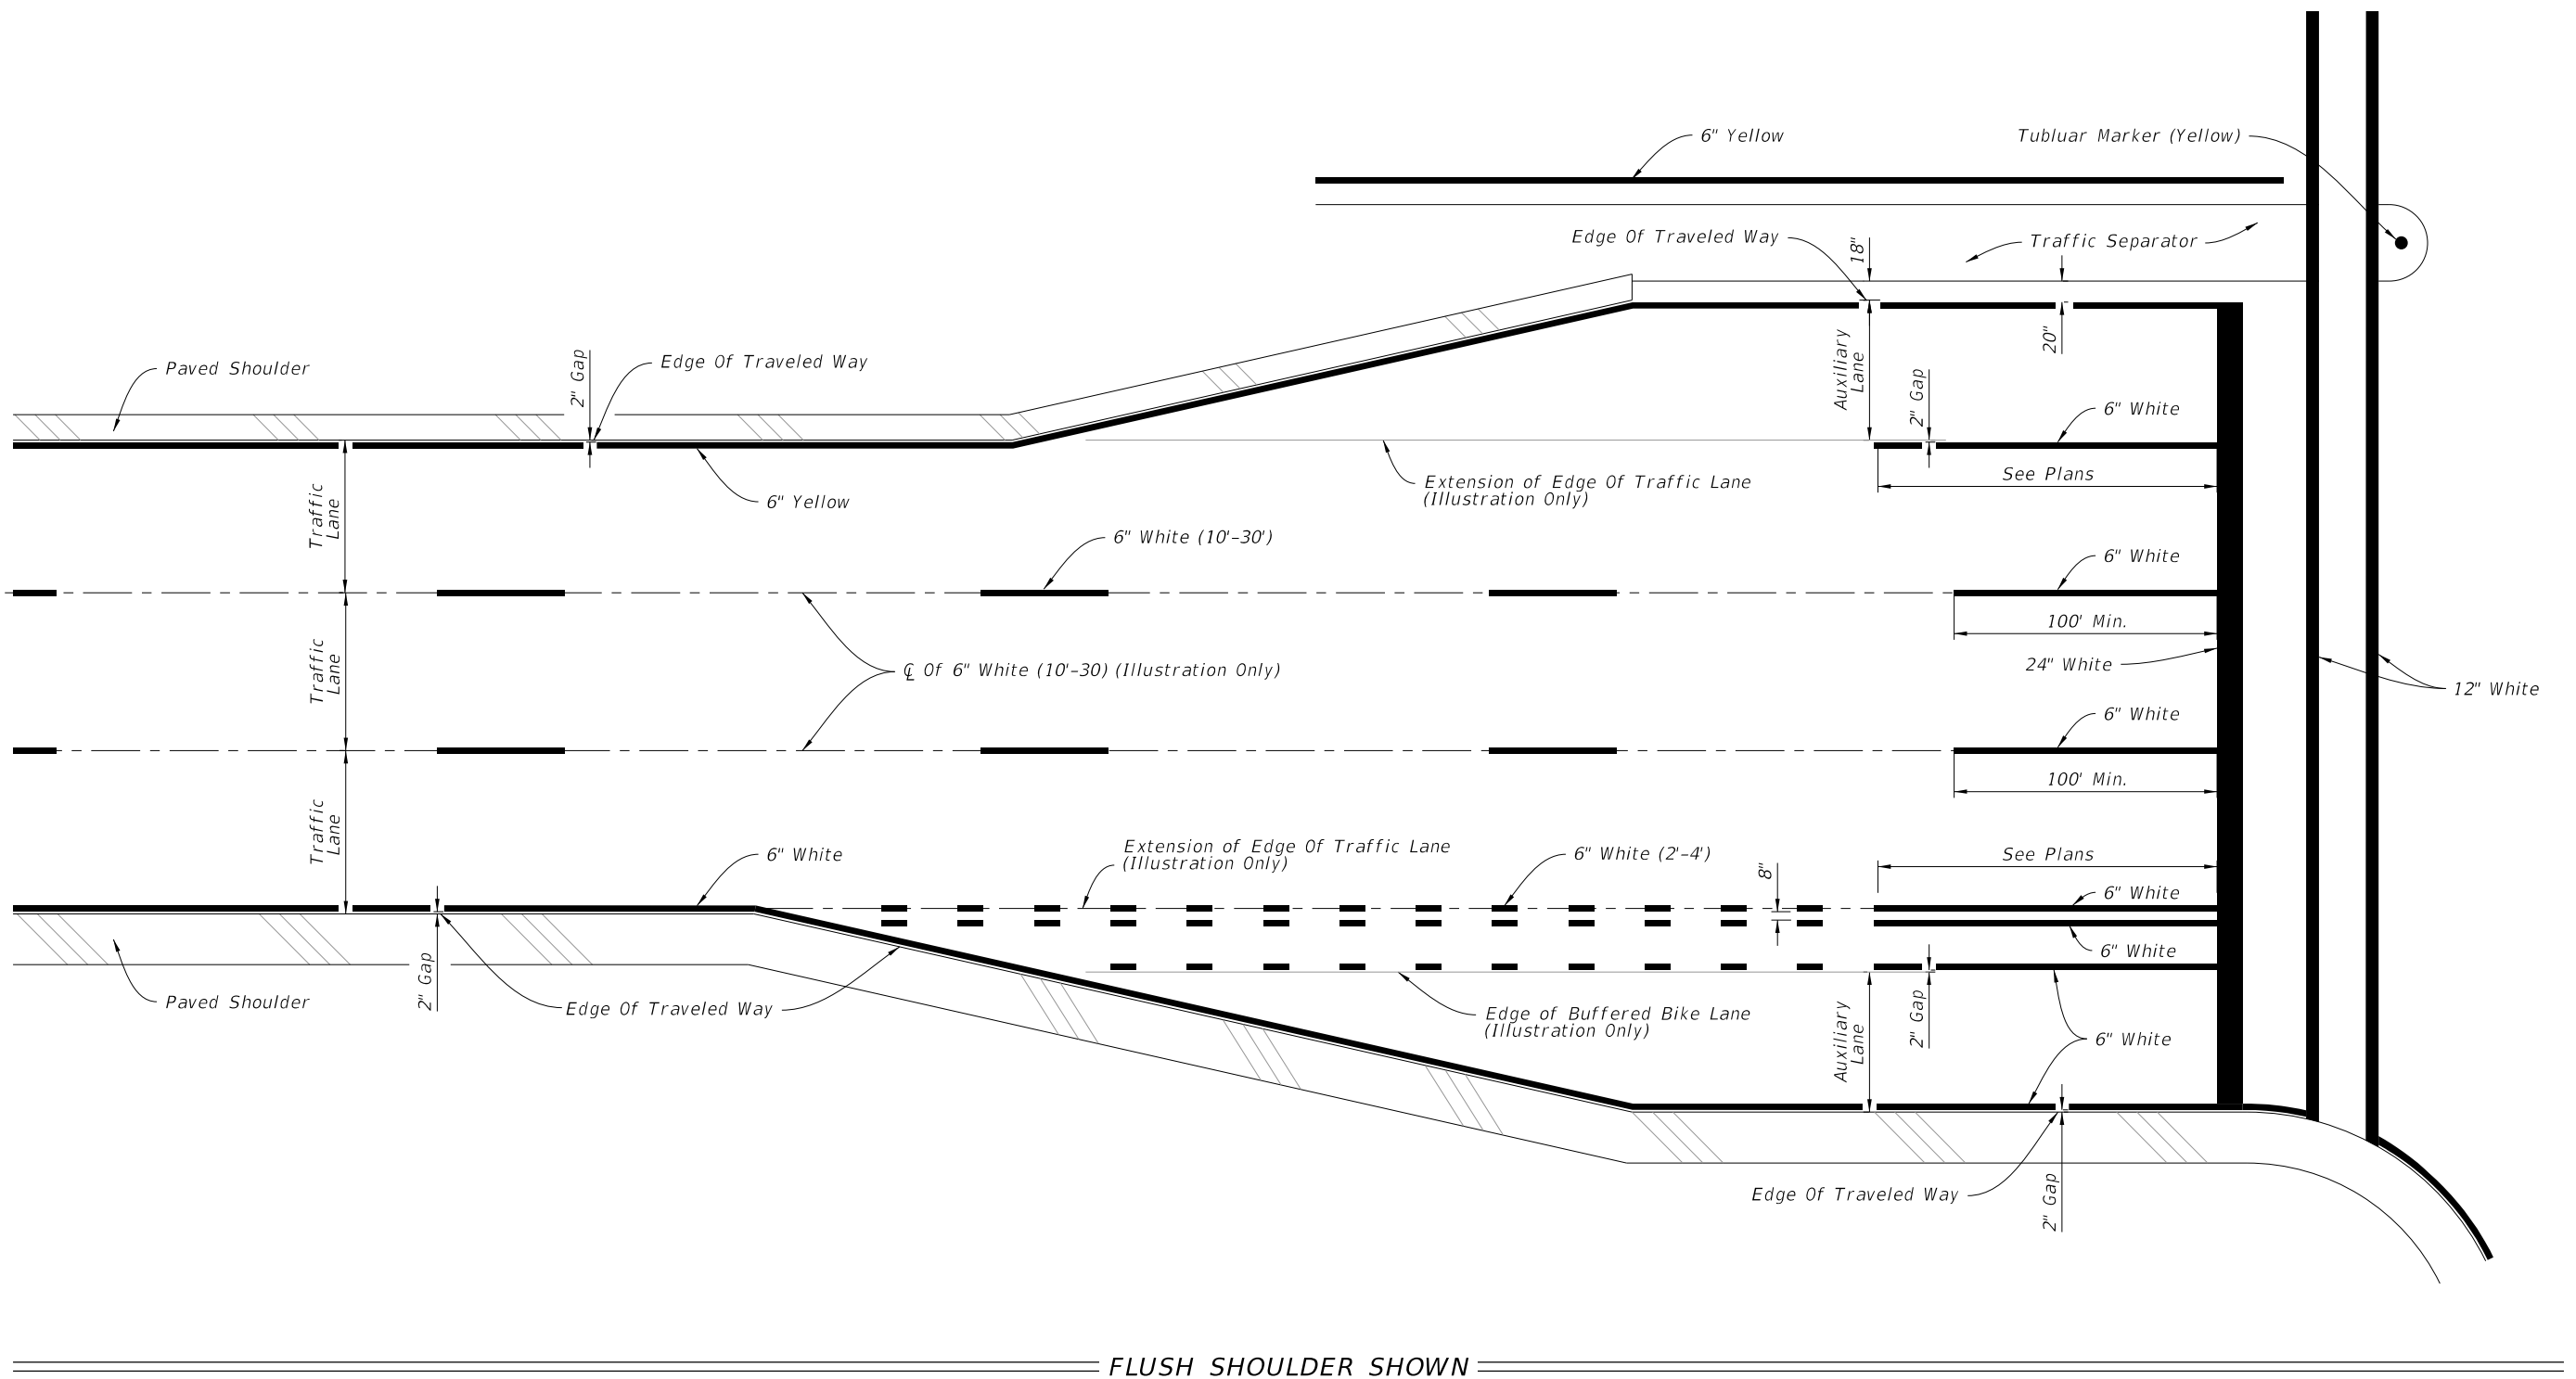 6" Yellow
Tubluar Marker (Yellow)
Edge Of Traveled Way
18"
Traffic Separator
20"
Paved Shoulder
2" Gap
Edge Of Traveled Way
Auxiliary
Lane
2" Gap
6" White
See Plans
6" Yellow
Extension of Edge Of Traffic Lane
(Illustration Only)
Traffic
Lane
6" White (10'-30')
6" White
100' Min.
24" White
℄ Of 6" White (10'-30) (Illustration Only)
Traffic
Lane
12" White
6" White
100' Min.
Traffic
Lane
6" White
Extension of Edge Of Traffic Lane
(Illustration Only)
6" White (2'-4')
8"
See Plans
6" White
6" White
Paved Shoulder
2" Gap
Edge Of Traveled Way
Edge of Buffered Bike Lane
(Illustration Only)
Auxiliary
Lane
2" Gap
6" White
Edge Of Traveled Way
2" Gap
FLUSH SHOULDER SHOWN